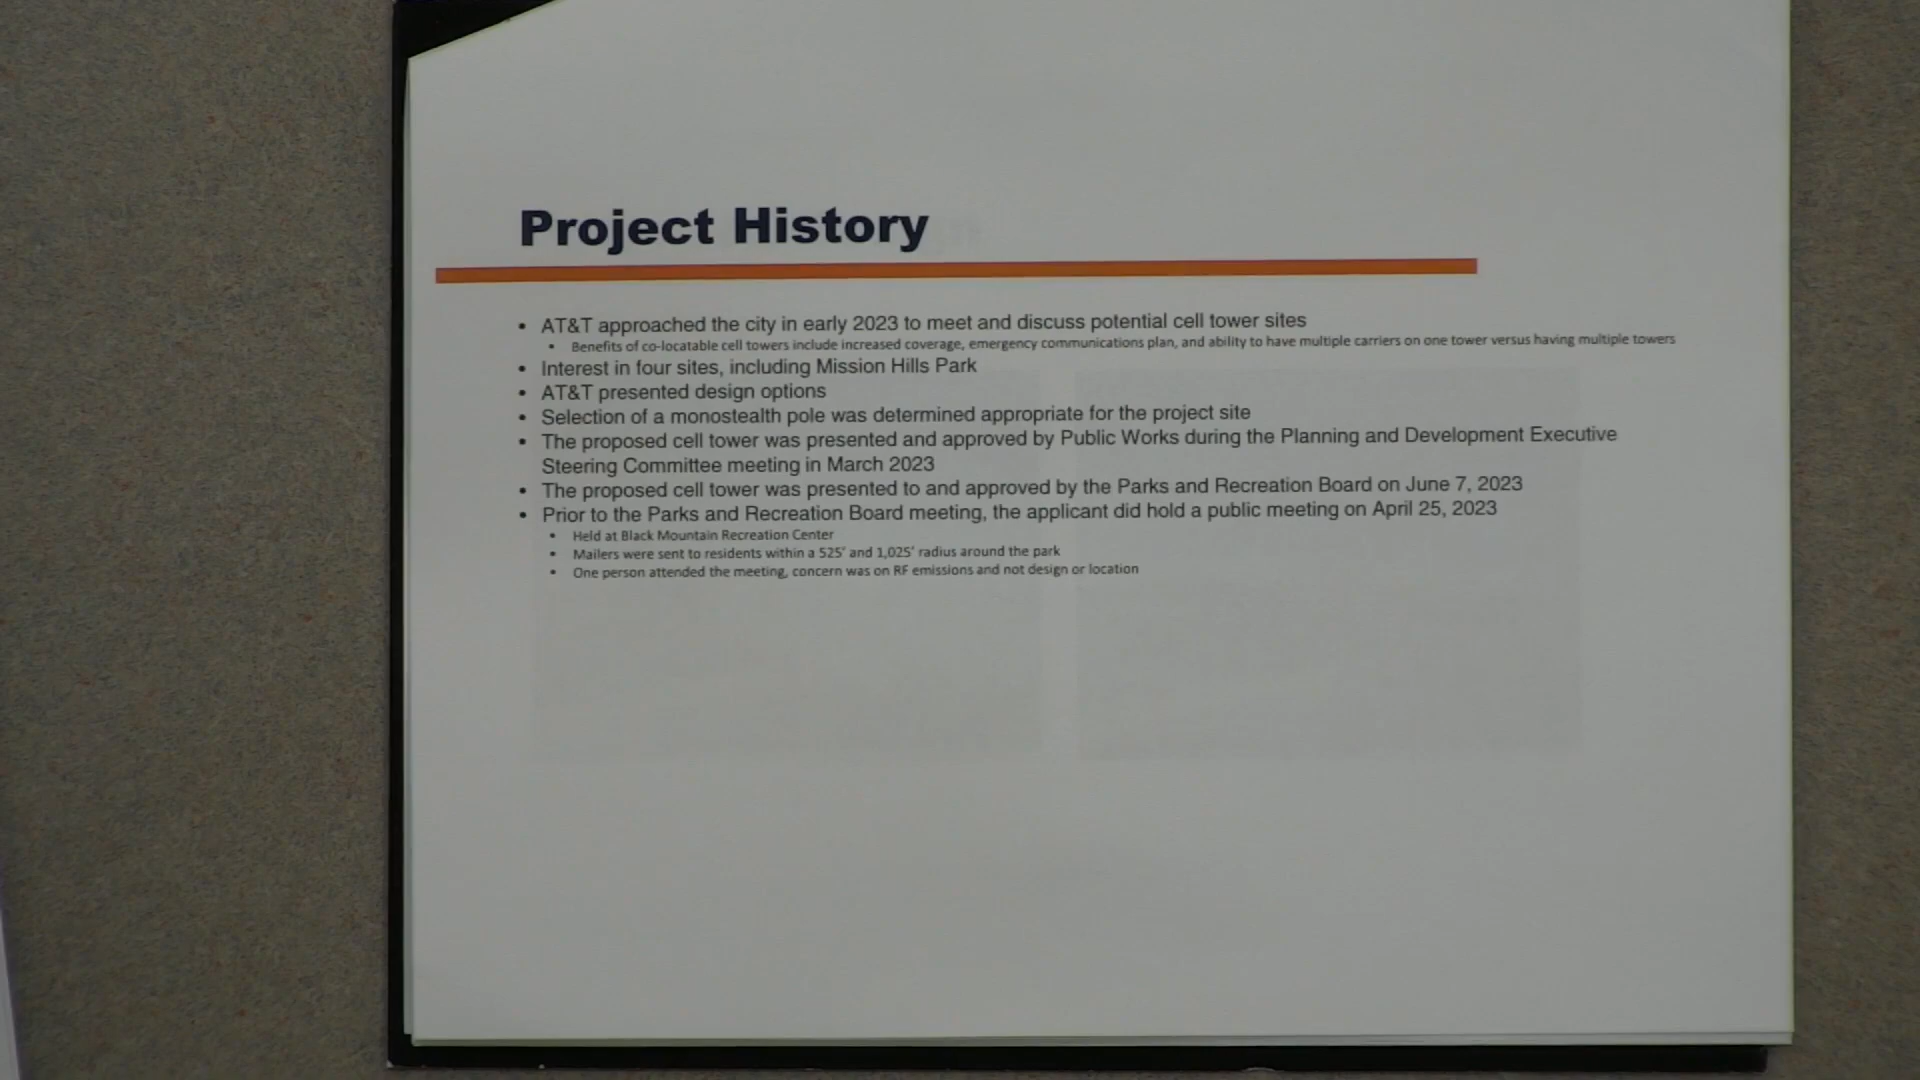 Project History
• AT&T approached the city in early 2023 to meet and discuss potential cell tower sites
• Benefits of co-locatable cell towers include increased coverage, emergency communications plan, and ability to have multiple carriers on one tower versus having multiple towers
• Interest in four sites, including Mission Hills Park
• AT&T presented design options
• Selection of a monostealth pole was determined appropriate for the project site
• The proposed cell tower was presented and approved by Public Works during the Planning and Development Executive
Steering Committee meeting in March 2023
• The proposed cell tower was presented to and approved by the Parks and Recreation Board on June 7, 2023
• Prior to the Parks and Recreation Board meeting, the applicant did hold a public meeting on April 25, 2023
• Held at Black Mountain Recreation Center
• Mailers were sent to residents within a 525' and 1,025' radius around the park
• One person attended the meeting, concern was on RF emissions and not design or location